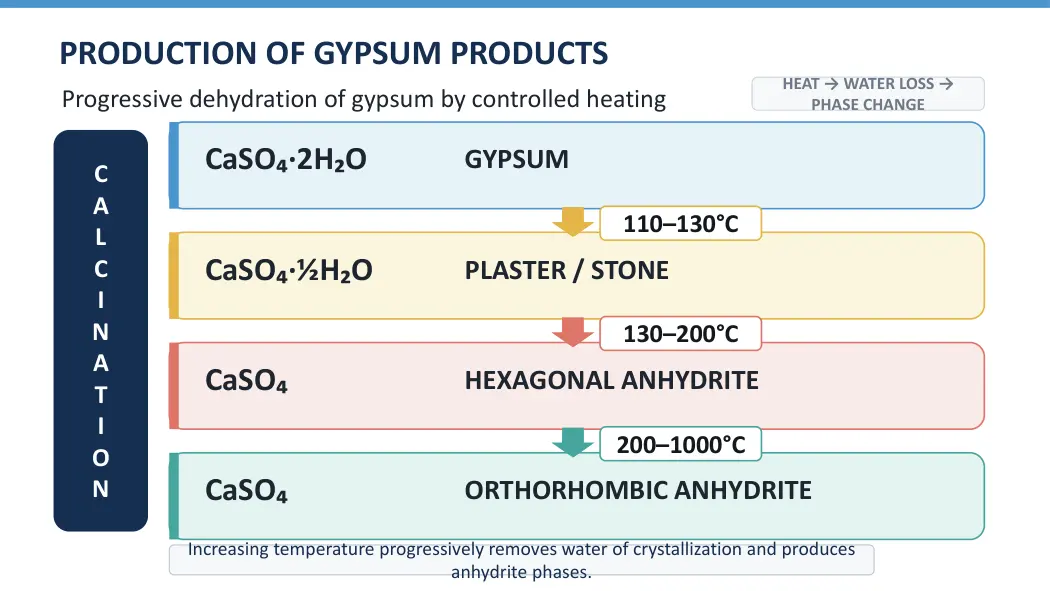 PRODUCTION OF GYPSUM PRODUCTS
Progressive dehydration of gypsum by controlled heating
HEAT → WATER LOSS →
PHASE CHANGE
C
A
L
C
I
N
A
T
I
O
N
CaSO₄·2H₂O GYPSUM
110–130°C
CaSO₄·½H₂O PLASTER / STONE
130–200°C
CaSO₄ HEXAGONAL ANHYDRITE
200–1000°C
CaSO₄ ORTHORHOMBIC ANHYDRITE
Increasing temperature progressively removes water of crystallization and produces
anhydrite phases.